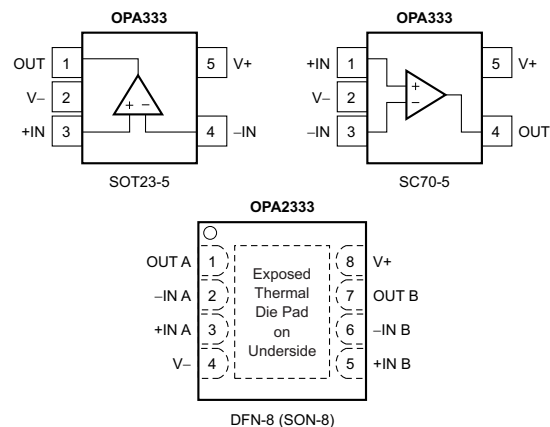 OPA333
OUT 1 5 V+
V– 2
+IN 3 + – 4 –IN
SOT23-5
OPA333
+IN 1 5 V+
V– 2 + –
–IN 3 4 OUT
SC70-5
OPA2333
OUT A 1 8 V+
–IN A 2 7 OUT B
+IN A 3 6 –IN B
V– 4 5 +IN B
Exposed
Thermal
Die Pad
on
Underside
DFN-8 (SON-8)